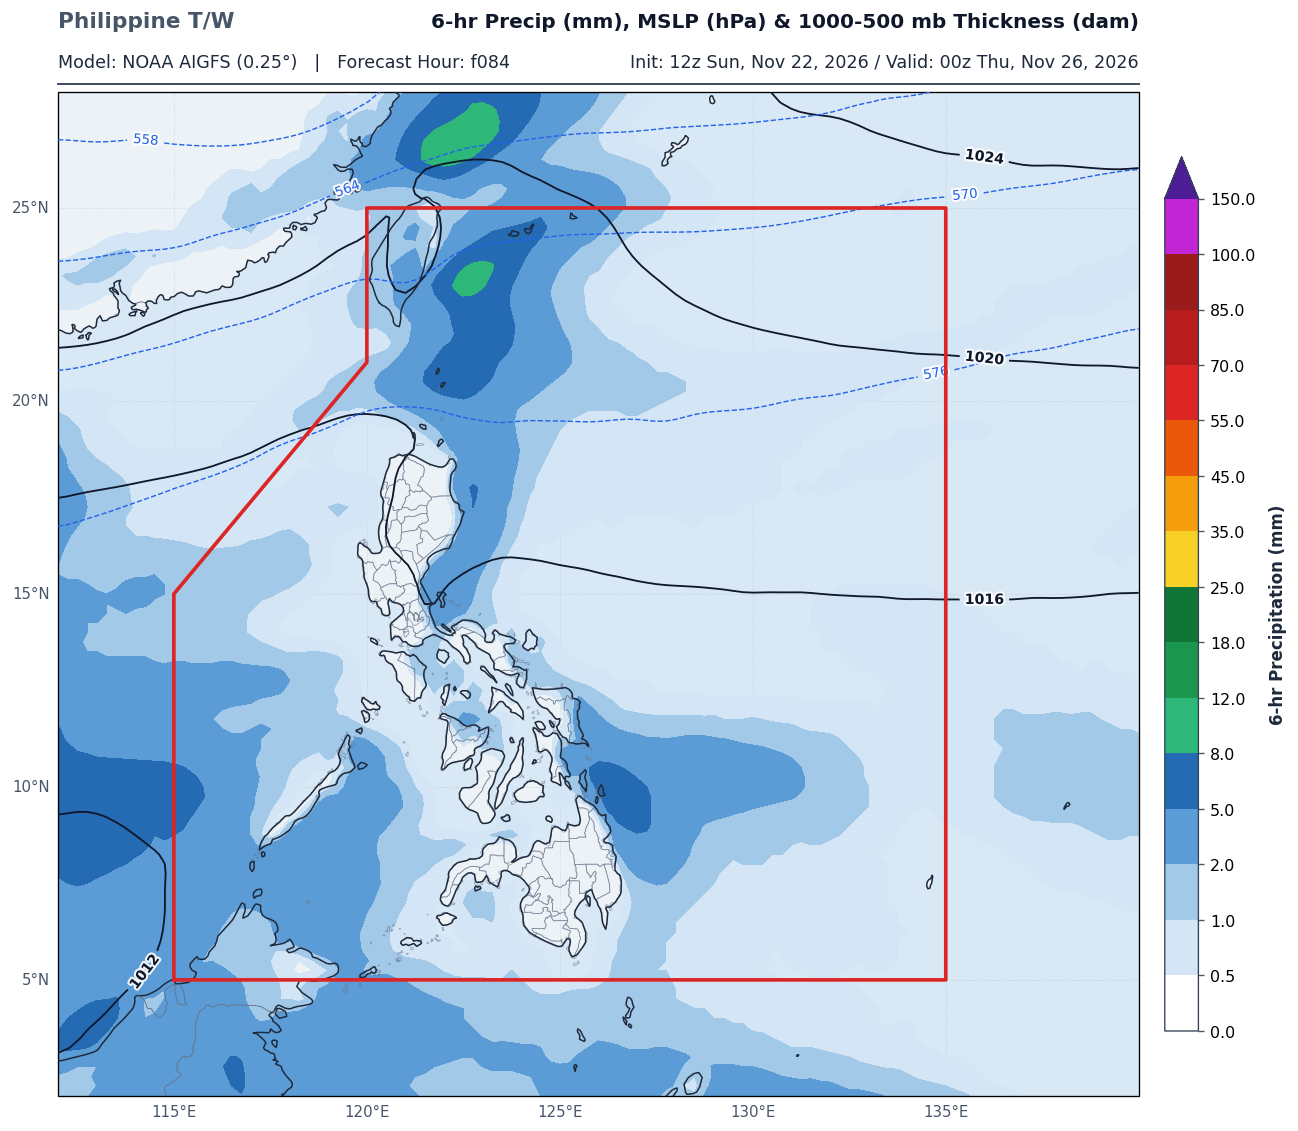 Philippine T/W
6-hr Precip (mm), MSLP (hPa) & 1000-500 mb Thickness (dam)
Model: NOAA AIGFS (0.25°) | Forecast Hour: f084
Init: 12z Sun, Nov 22, 2026 / Valid: 00z Thu, Nov 26, 2026
558
564
570
576
1024
1020
1016
1012
25°N
20°N
15°N
10°N
5°N
115°E
120°E
125°E
130°E
135°E
150.0
100.0
85.0
70.0
55.0
45.0
35.0
25.0
18.0
12.0
8.0
5.0
2.0
1.0
0.5
0.0
6-hr Precipitation (mm)